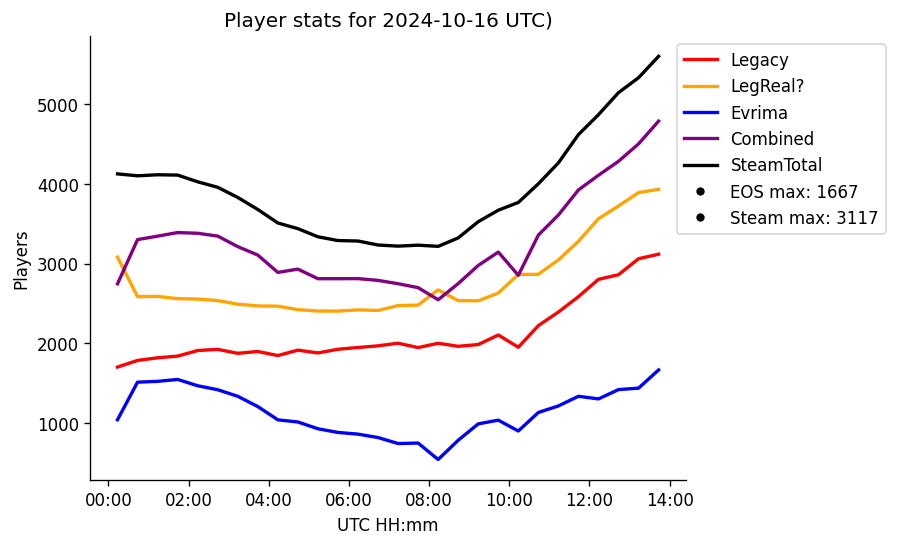 Player stats for 2024-10-16 UTC)
Players
5000
4000
3000
2000
1000
00:00 02:00 04:00 06:00 08:00 10:00 12:00 14:00
UTC HH:mm
Legacy
LegReal?
Evrima
Combined
SteamTotal
EOS max: 1667
Steam max: 3117